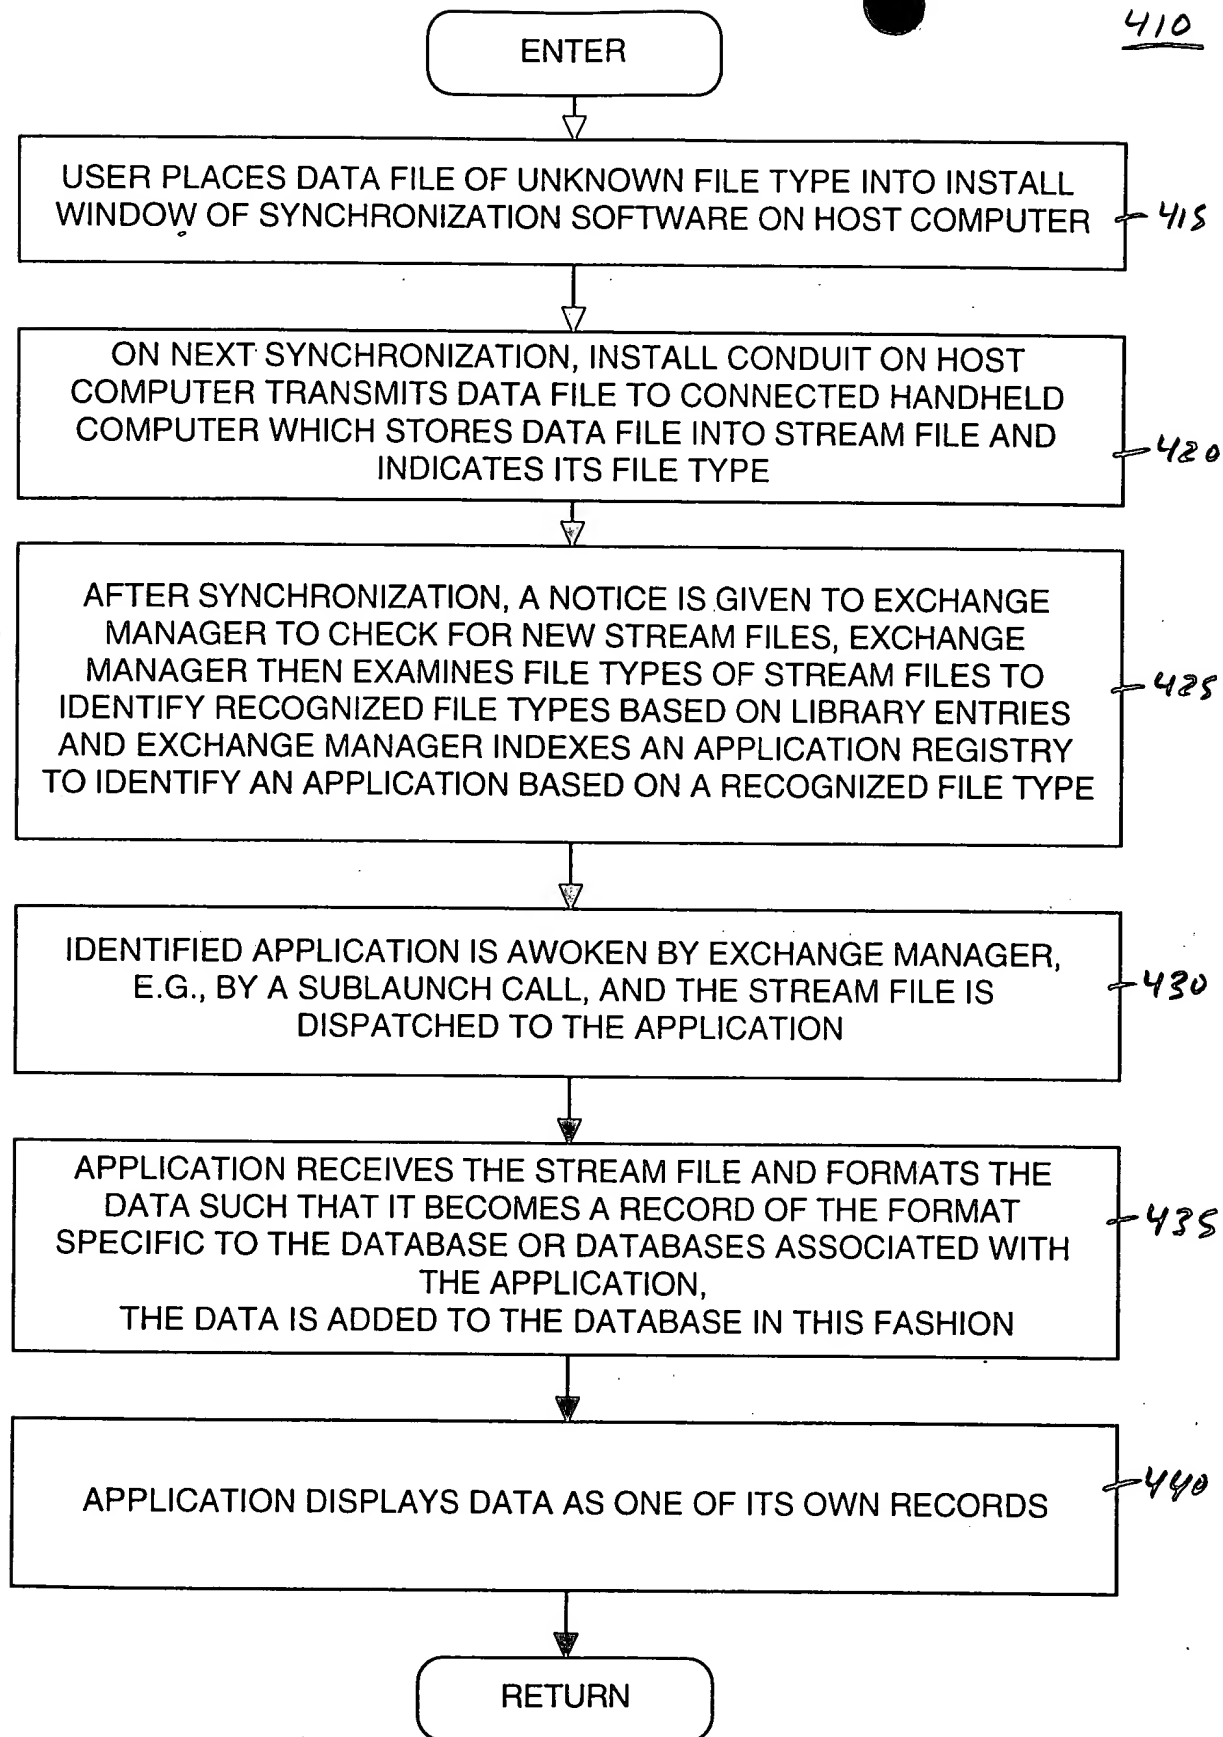 410
ENTER
USER PLACES DATA FILE OF UNKNOWN FILE TYPE INTO INSTALL
WINDOW OF SYNCHRONIZATION SOFTWARE ON HOST COMPUTER
415
ON NEXT SYNCHRONIZATION, INSTALL CONDUIT ON HOST
COMPUTER TRANSMITS DATA FILE TO CONNECTED HANDHELD
COMPUTER WHICH STORES DATA FILE INTO STREAM FILE AND
INDICATES ITS FILE TYPE
420
AFTER SYNCHRONIZATION, A NOTICE IS GIVEN TO EXCHANGE
MANAGER TO CHECK FOR NEW STREAM FILES, EXCHANGE
MANAGER THEN EXAMINES FILE TYPES OF STREAM FILES TO
IDENTIFY RECOGNIZED FILE TYPES BASED ON LIBRARY ENTRIES
AND EXCHANGE MANAGER INDEXES AN APPLICATION REGISTRY
TO IDENTIFY AN APPLICATION BASED ON A RECOGNIZED FILE TYPE
425
IDENTIFIED APPLICATION IS AWOKEN BY EXCHANGE MANAGER,
E.G., BY A SUBLAUNCH CALL, AND THE STREAM FILE IS
DISPATCHED TO THE APPLICATION
430
APPLICATION RECEIVES THE STREAM FILE AND FORMATS THE
DATA SUCH THAT IT BECOMES A RECORD OF THE FORMAT
SPECIFIC TO THE DATABASE OR DATABASES ASSOCIATED WITH
THE APPLICATION,
THE DATA IS ADDED TO THE DATABASE IN THIS FASHION
435
APPLICATION DISPLAYS DATA AS ONE OF ITS OWN RECORDS
440
RETURN